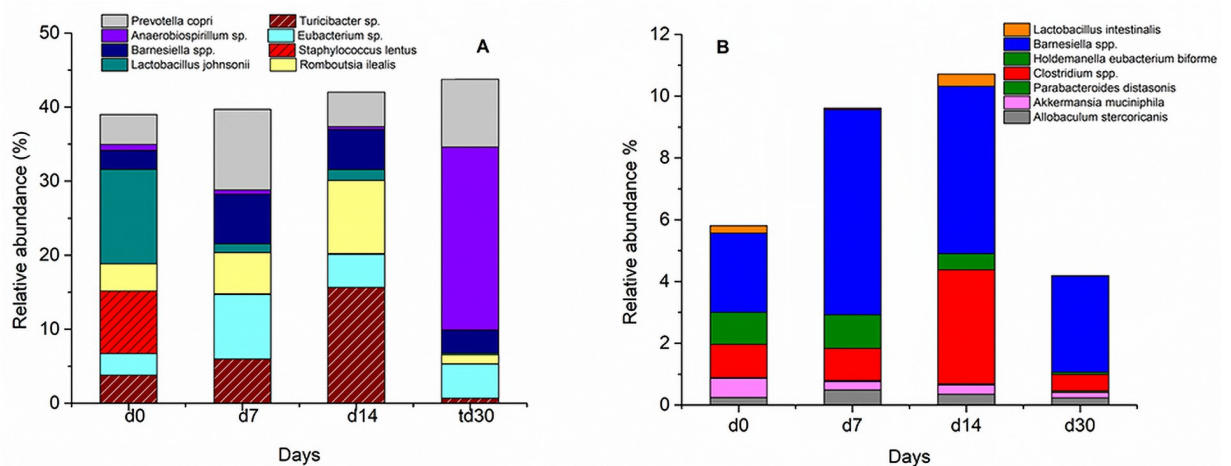 Prevotella copri
Anaerobiospirillum sp.
Barnesiella spp.
Lactobacillus johnsonii
Turicibacter sp.
Eubacterium sp.
Staphylococcus lentus
Romboutsia ilealis
A
50
40
30
20
10
0
Relative abundance (%)
d0 d7 d14 td30
Days
B
Lactobacillus intestinalis
Barnesiella spp.
Holdemanella eubacterium biforme
Clostridium spp.
Parabacteroides distasonis
Akkermansia muciniphila
Allobaculum stercoricanis
12
10
8
6
4
2
0
Relative abundance %
d0 d7 d14 d30
Days